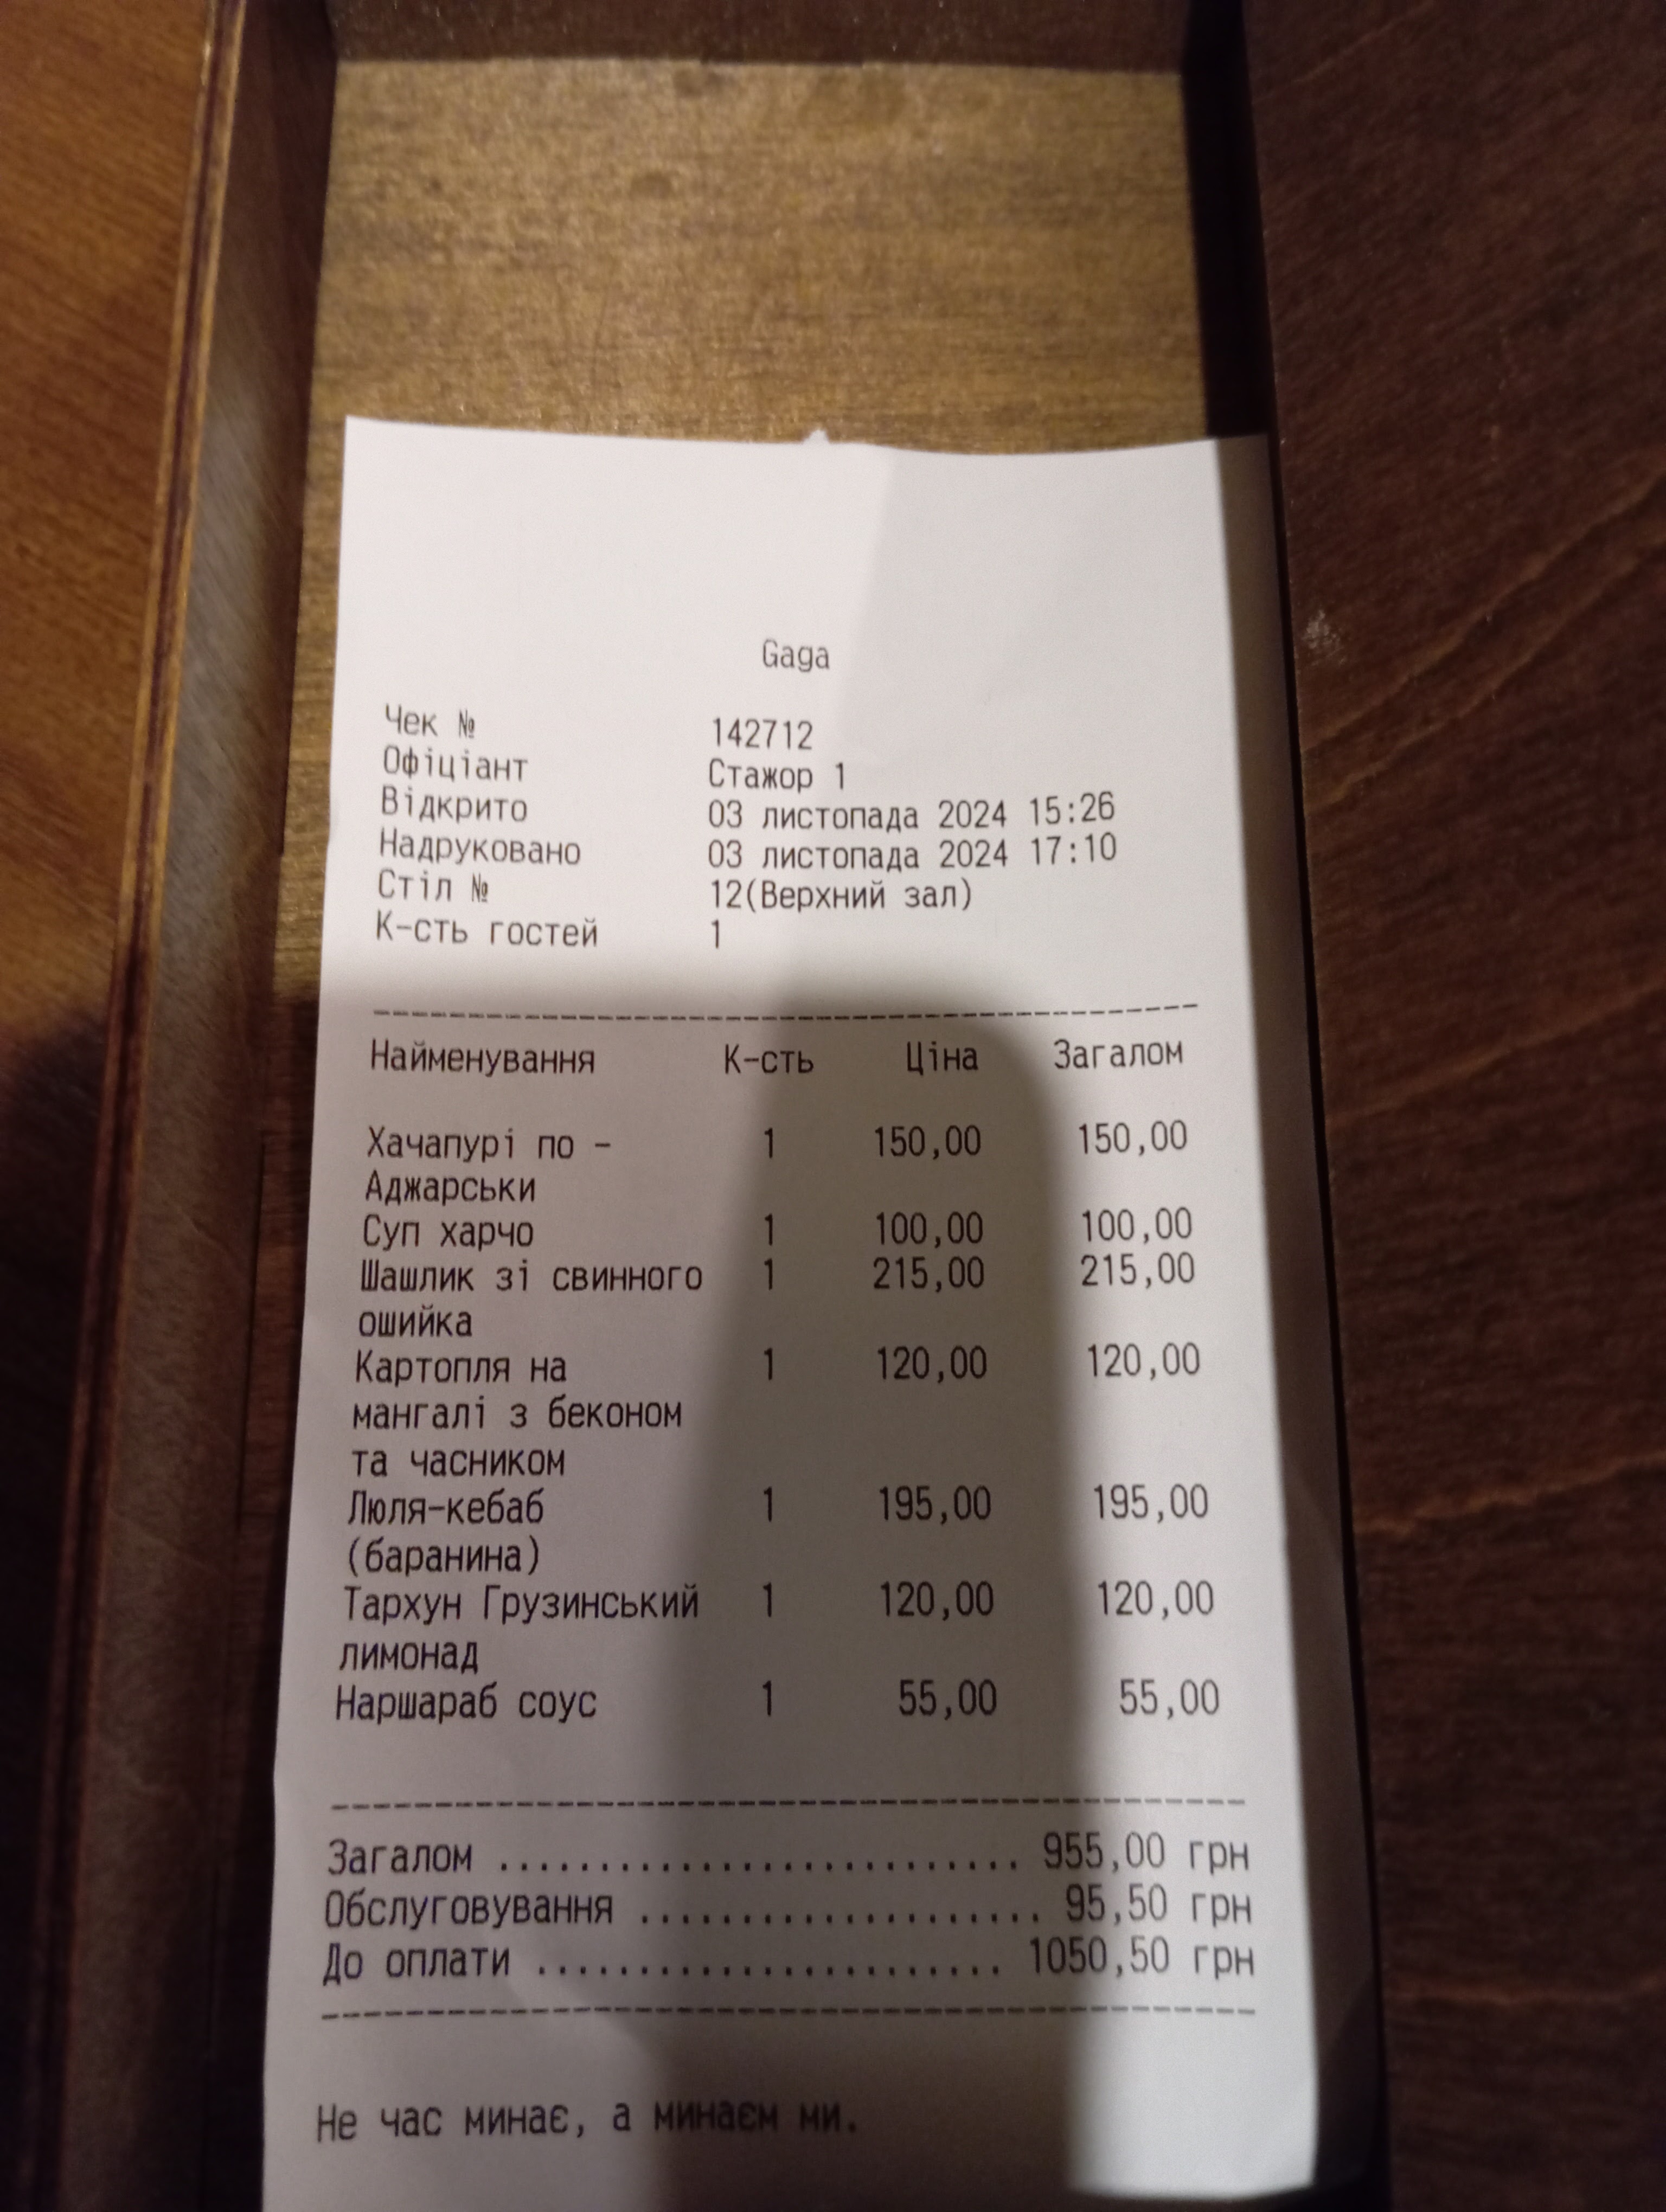 Gaga
Чек № 142712
Офіціант Стажор 1
Відкрито 03 листопада 2024 15:26
Надруковано 03 листопада 2024 17:10
Стіл № 12(Верхний зал)
К-сть гостей 1
Найменування К-сть Ціна Загалом
Хачапурі по - 1 150,00 150,00
Аджарськи
Суп харчо 1 100,00 100,00
Шашлик зі свинного 1 215,00 215,00
ошийка
Картопля на 1 120,00 120,00
мангалі з беконом
та часником
Люля-кебаб 1 195,00 195,00
(баранина)
Тархун Грузинський 1 120,00 120,00
лимонад
Наршараб соус 1 55,00 55,00
Загалом .......................... 955,00 грн
Обслуговування .................... 95,50 грн
До оплати ....................... 1050,50 грн
Не час минає, а минаєм ми.